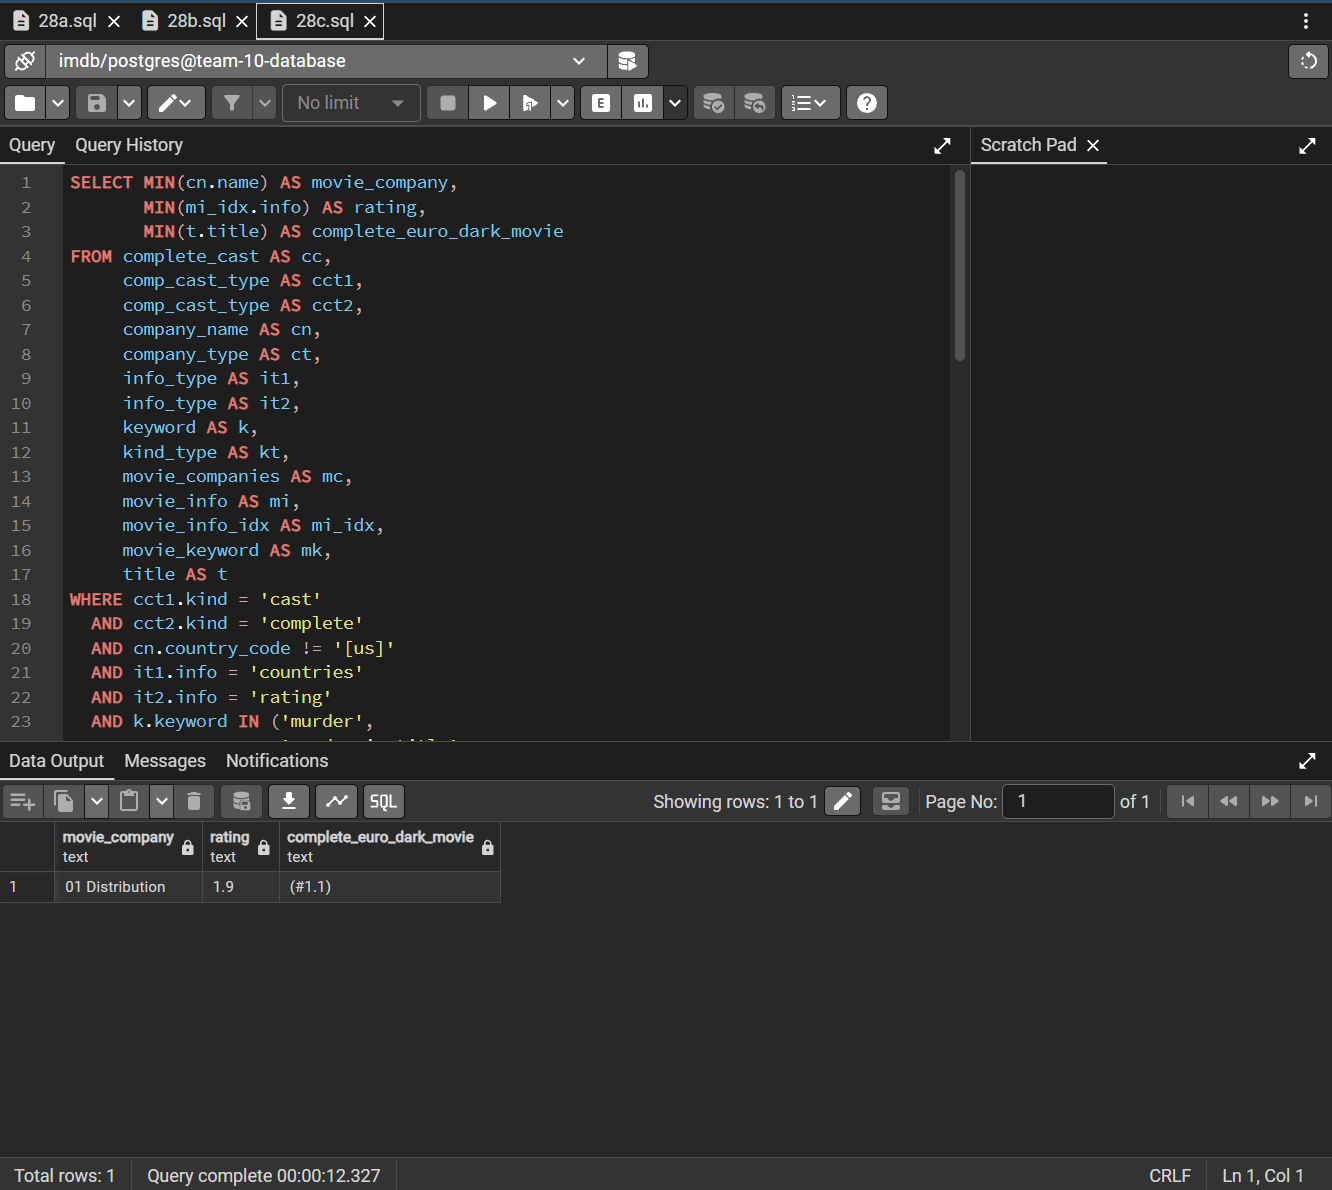 28a.sql 28b.sql 28c.sql
imdb/postgres@team-10-database
No limit E
Query Query History Scratch Pad
1 SELECT MIN(cn.name) AS movie_company,
2 MIN(mi_idx.info) AS rating,
3 MIN(t.title) AS complete_euro_dark_movie
4 FROM complete_cast AS cc,
5 comp_cast_type AS cct1,
6 comp_cast_type AS cct2,
7 company_name AS cn,
8 company_type AS ct,
9 info_type AS it1,
10 info_type AS it2,
11 keyword AS k,
12 kind_type AS kt,
13 movie_companies AS mc,
14 movie_info AS mi,
15 movie_info_idx AS mi_idx,
16 movie_keyword AS mk,
17 title AS t
18 WHERE cct1.kind = 'cast'
19 AND cct2.kind = 'complete'
20 AND cn.country_code != '[us]'
21 AND it1.info = 'countries'
22 AND it2.info = 'rating'
23 AND k.keyword IN ('murder',
Data Output Messages Notifications
SQL Showing rows: 1 to 1 Page No: 1 of 1
movie_company rating complete_euro_dark_movie
text text text
1 01 Distribution 1.9 (#1.1)
Total rows: 1 Query complete 00:00:12.327 CRLF Ln 1, Col 1